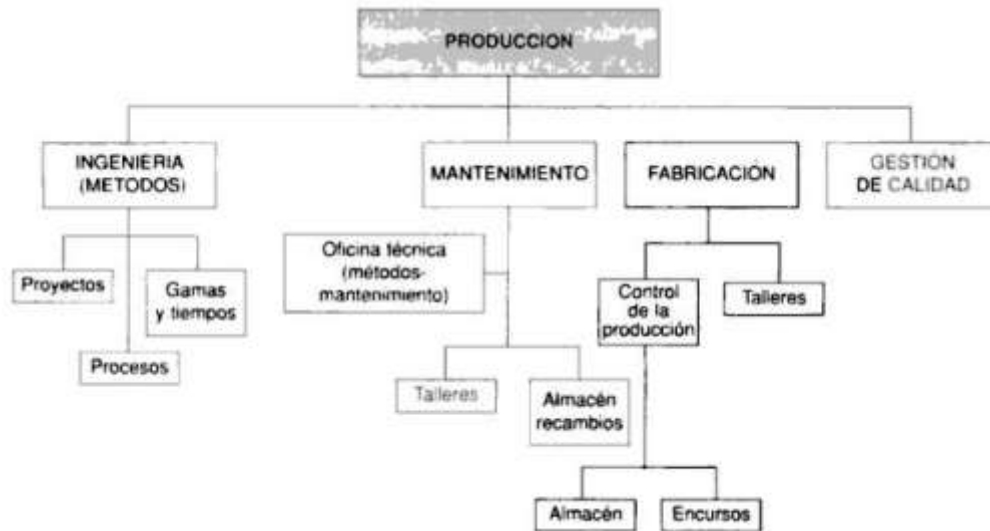 PRODUCCION
INGENIERIA
(METODOS)
MANTENIMIENTO
FABRICACIÓN
GESTIÓN
DE CALIDAD
Proyectos
Gamas
y tiempos
Procesos
Oficina técnica
(métodos-
mantenimiento)
Talleres
Almacén
recambios
Control
de la
producción
Talleres
Almacén
Encursos